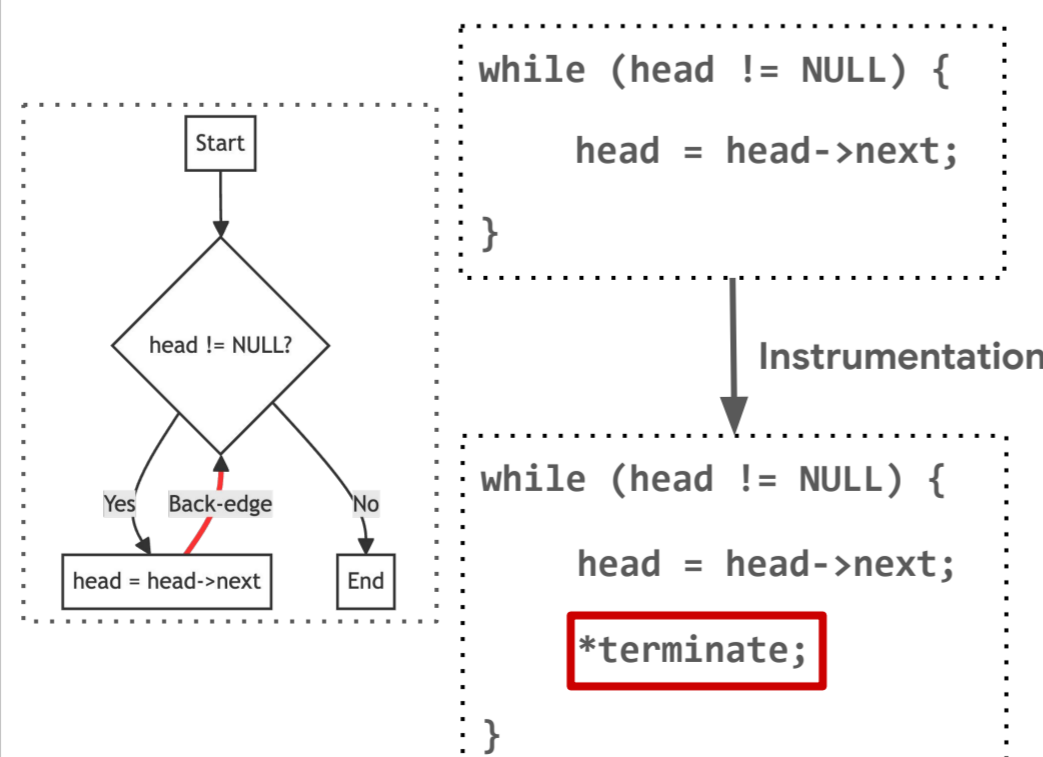 Start
head != NULL?
Yes
Back-edge
No
head = head->next
End
while (head != NULL) {
head = head->next;
}
Instrumentation
while (head != NULL) {
head = head->next;
*terminate;
}